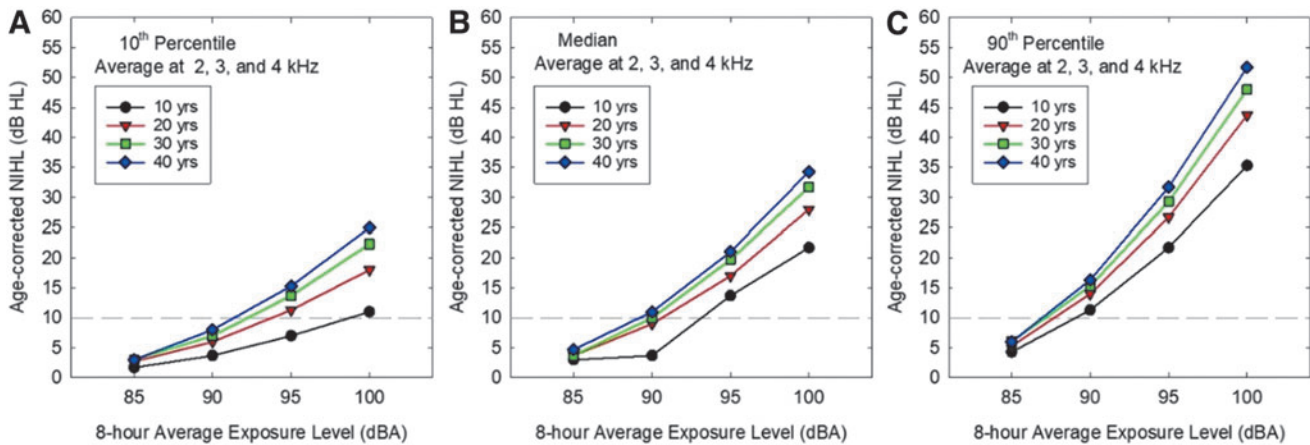 A
60
55
50
45
40
35
30
25
20
15
10
5
0
Age-corrected NIHL (dB HL)
10th Percentile
Average at 2, 3, and 4 kHz
10 yrs
20 yrs
30 yrs
40 yrs
85 90 95 100
8-hour Average Exposure Level (dBA)
B
60
55
50
45
40
35
30
25
20
15
10
5
0
Age-corrected NIHL (dB HL)
Median
Average at 2, 3, and 4 kHz
10 yrs
20 yrs
30 yrs
40 yrs
85 90 95 100
8-hour Average Exposure Level (dBA)
C
60
55
50
45
40
35
30
25
20
15
10
5
0
Age-corrected NIHL (dB HL)
90th Percentile
Average at 2, 3, and 4 kHz
10 yrs
20 yrs
30 yrs
40 yrs
85 90 95 100
8-hour Average Exposure Level (dBA)